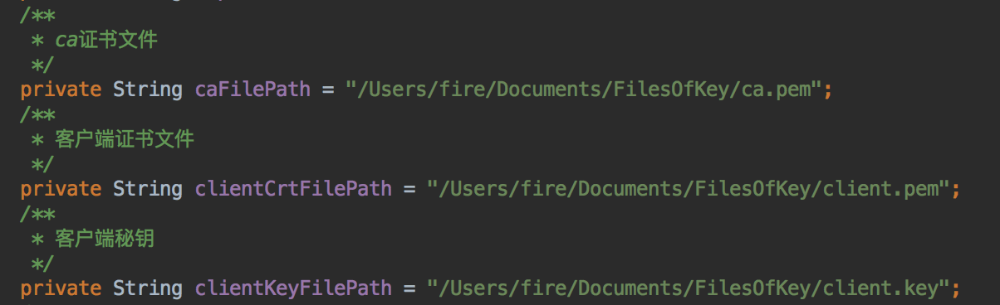 /**
* ca证书文件
*/
private String caFilePath = "/Users/fire/Documents/FilesOfKey/ca.pem";
/**
* 客户端证书文件
*/
private String clientCrtFilePath = "/Users/fire/Documents/FilesOfKey/client.pem";
/**
* 客户端秘钥
*/
private String clientKeyFilePath = "/Users/fire/Documents/FilesOfKey/client.key";